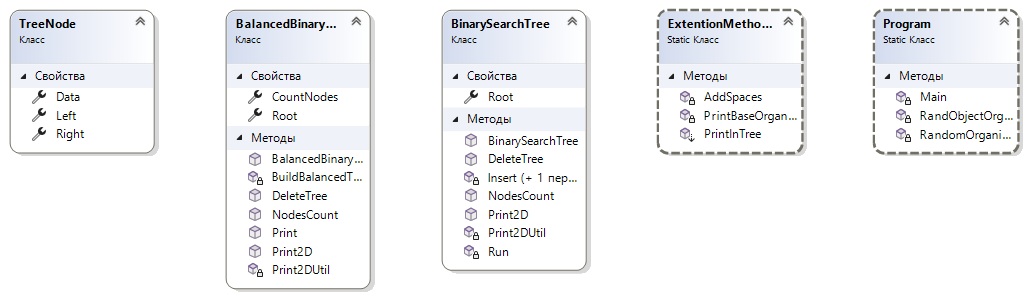 TreeNode
Класс
Свойства
Data
Left
Right
BalancedBinary...
Класс
Свойства
CountNodes
Root
Методы
BalancedBinary...
BuildBalancedT...
DeleteTree
NodesCount
Print
Print2D
Print2DUtil
BinarySearchTree
Класс
Свойства
Root
Методы
BinarySearchTree
DeleteTree
Insert (+ 1 пер...
NodesCount
Print2D
Print2DUtil
Run
ExtentionMetho...
Static Класс
Методы
AddSpaces
PrintBaseOrgan...
PrintInTree
Program
Static Класс
Методы
Main
RandObjectOrg...
RandomOrgani...